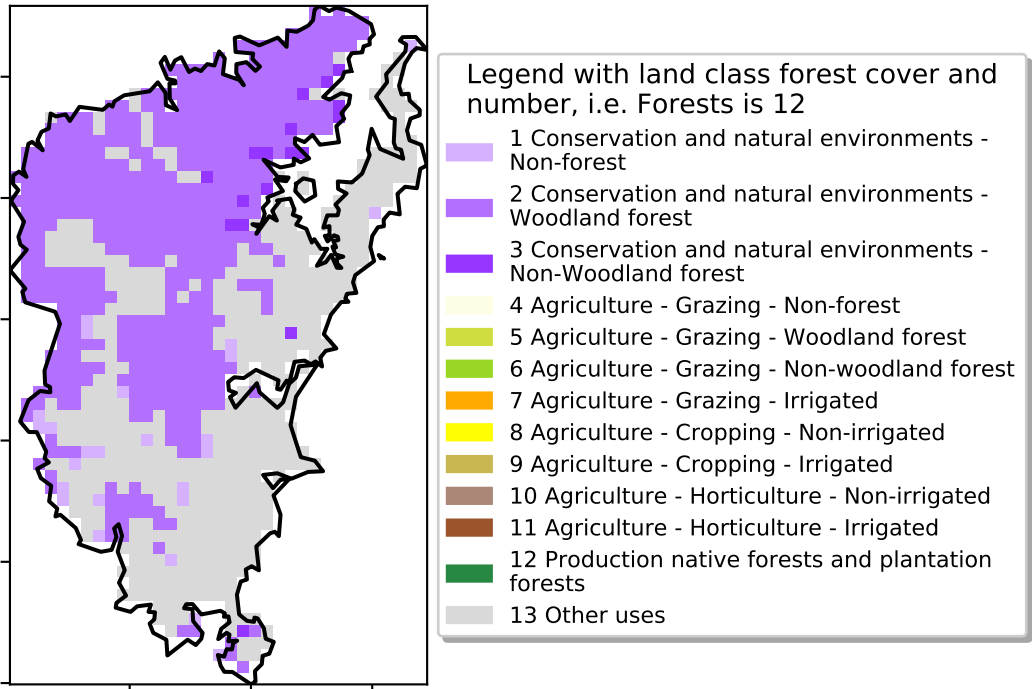 Legend with land class forest cover and
number, i.e. Forests is 12
1 Conservation and natural environments -
Non-forest
2 Conservation and natural environments -
Woodland forest
3 Conservation and natural environments -
Non-Woodland forest
4 Agriculture - Grazing - Non-forest
5 Agriculture - Grazing - Woodland forest
6 Agriculture - Grazing - Non-woodland forest
7 Agriculture - Grazing - Irrigated
8 Agriculture - Cropping - Non-irrigated
9 Agriculture - Cropping - Irrigated
10 Agriculture - Horticulture - Non-irrigated
11 Agriculture - Horticulture - Irrigated
12 Production native forests and plantation
forests
13 Other uses